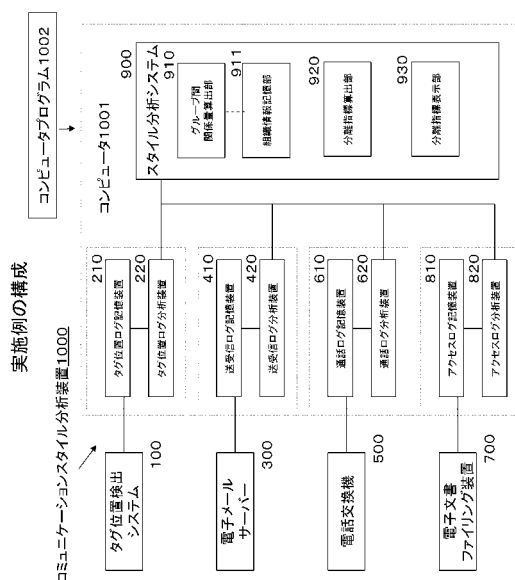 実施例の構成
コミュニケーションスタイル分析装置1000
コンピュータプログラム1002
コンピュータ1001
タグ位置検出
システム
100
電子メール
サーバー
300
電話交換機
500
電子文書
ファイリング装置
700
210
タグ位置ログ記憶装置
220
タグ位置ログ分析装置
410
送受信ログ記憶装置
420
送受信ログ分析装置
610
通話ログ記憶装置
620
通話ログ分析装置
810
アクセスログ記憶装置
820
アクセスログ分析装置
900
スタイル分析システム
910
グループ間
関係量算出部
911
組織情報記憶部
920
分離指標算出部
930
分離指標表示部